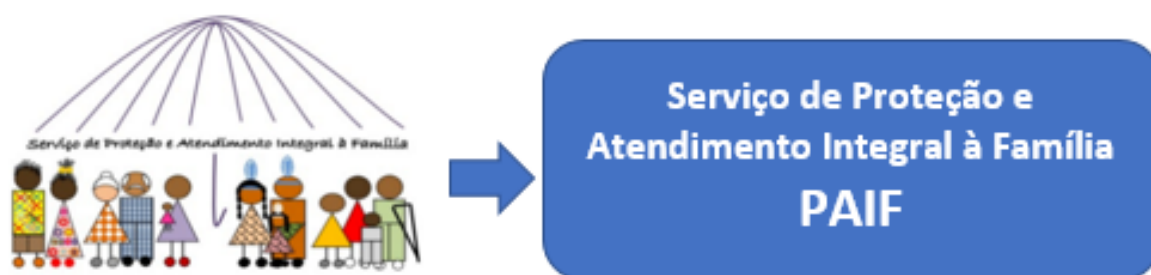 Serviço de Proteção e Atendimento Integral à Família
Serviço de Proteção e
Atendimento Integral à Família
PAIF